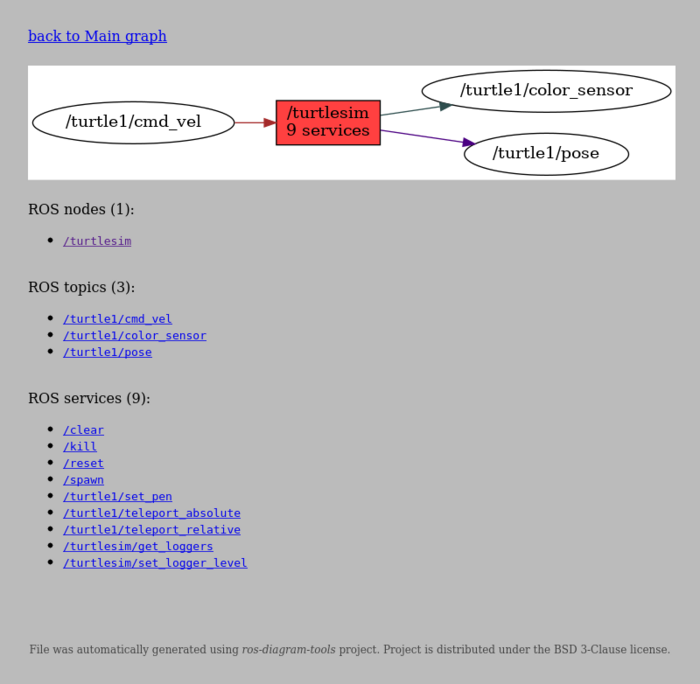 back to Main graph
/turtle1/cmd_vel
/turtlesim
9 services
/turtle1/color_sensor
/turtle1/pose
ROS nodes (1):
/turtlesim
ROS topics (3):
/turtle1/cmd_vel
/turtle1/color_sensor
/turtle1/pose
ROS services (9):
/clear
/kill
/reset
/spawn
/turtle1/set_pen
/turtle1/teleport_absolute
/turtle1/teleport_relative
/turtlesim/get_loggers
/turtlesim/set_logger_level
File was automatically generated using ros-diagram-tools project. Project is distributed under the BSD 3-Clause license.